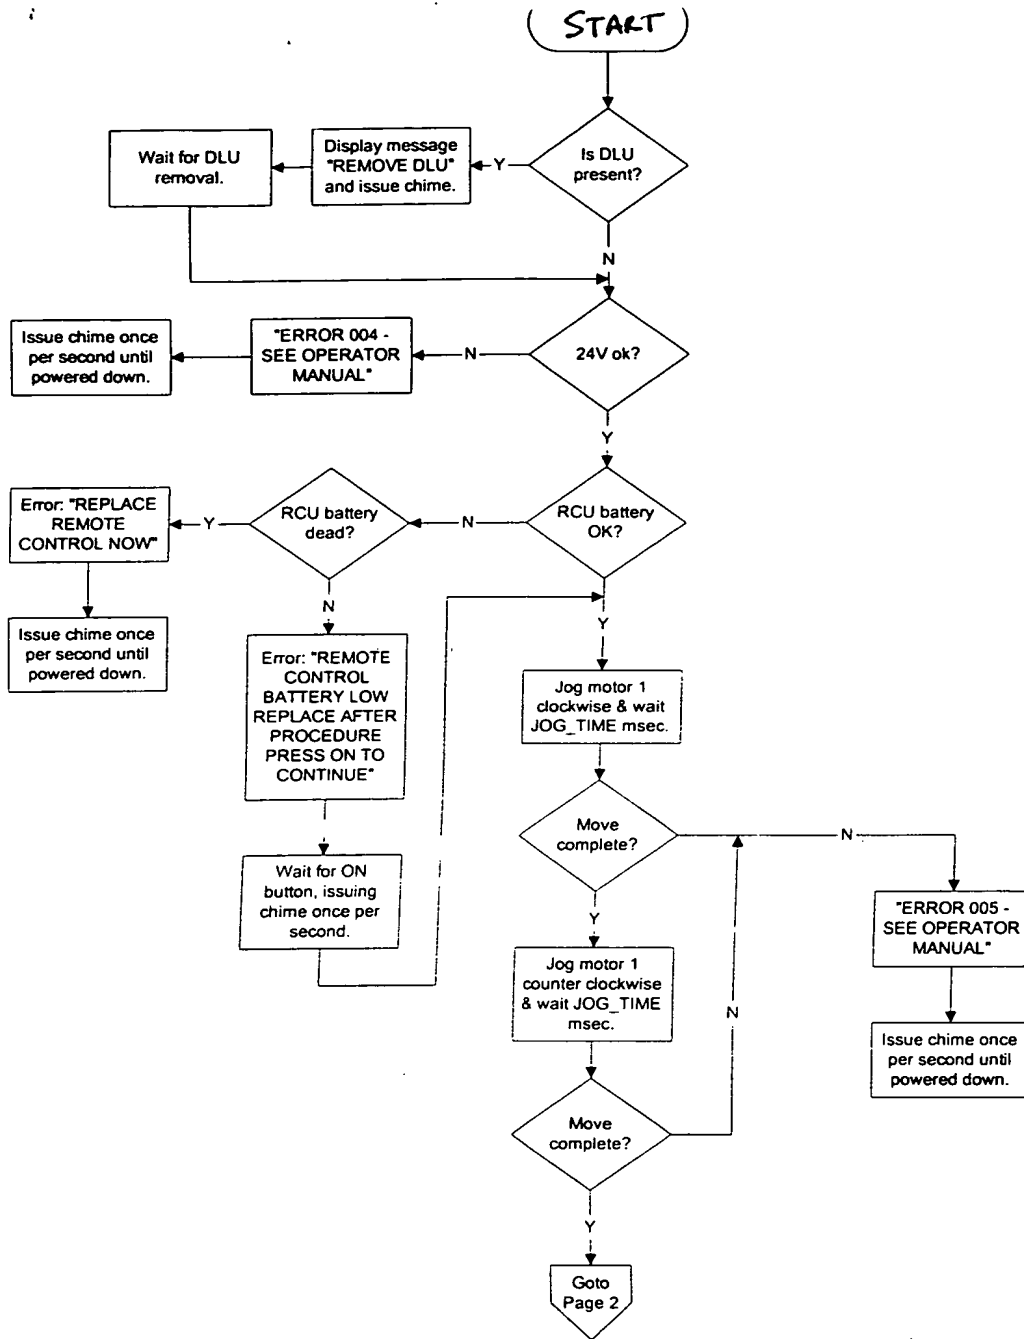 START
Is DLU
present?
Y
Display message
"REMOVE DLU"
and issue chime.
Wait for DLU
removal.
N
24V ok?
N
"ERROR 004 -
SEE OPERATOR
MANUAL"
Issue chime once
per second until
powered down.
Y
RCU battery
OK?
N
RCU battery
dead?
Y
Error: "REPLACE
REMOTE
CONTROL NOW"
Issue chime once
per second until
powered down.
N
Error: "REMOTE
CONTROL
BATTERY LOW
REPLACE AFTER
PROCEDURE
PRESS ON TO
CONTINUE"
Wait for ON
button, issuing
chime once per
second.
Y
Jog motor 1
clockwise & wait
JOG_TIME msec.
Move
complete?
N
"ERROR 005 -
SEE OPERATOR
MANUAL"
Issue chime once
per second until
powered down.
Y
Jog motor 1
counter clockwise
& wait JOG_TIME
msec.
Move
complete?
N
Y
Goto
Page 2